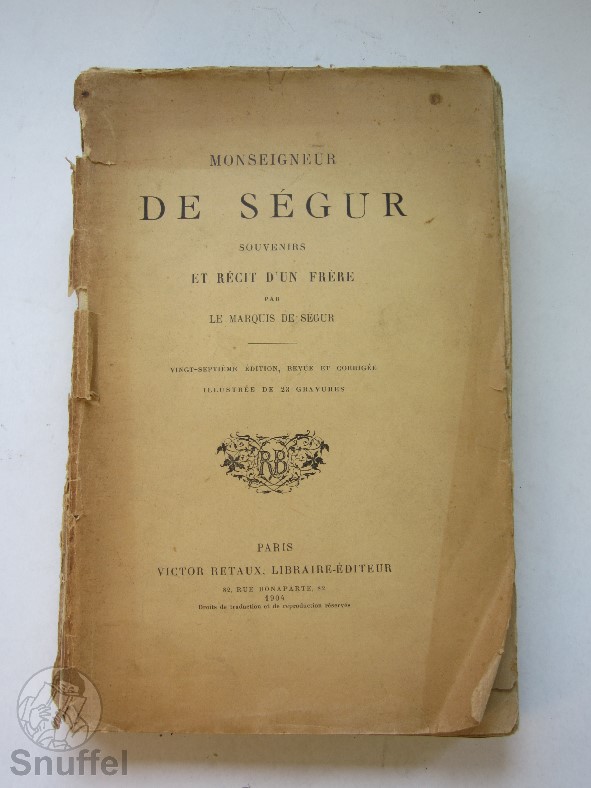 MONSEIGNEUR
DE SÉGUR
SOUVENIRS
ET RÉCIT D'UN FRÈRE
PAR
LE MARQUIS DE SÉGUR
VINGT-SEPTIÈME ÉDITION, REVUE ET CORRIGÉE
ILLUSTRÉE DE 23 GRAVURES
RB
PARIS
VICTOR RETAUX, LIBRAIRE-ÉDITEUR
82, RUE BONAPARTE, 82
1904
Droits de traduction et de reproduction réservés
Snuffel